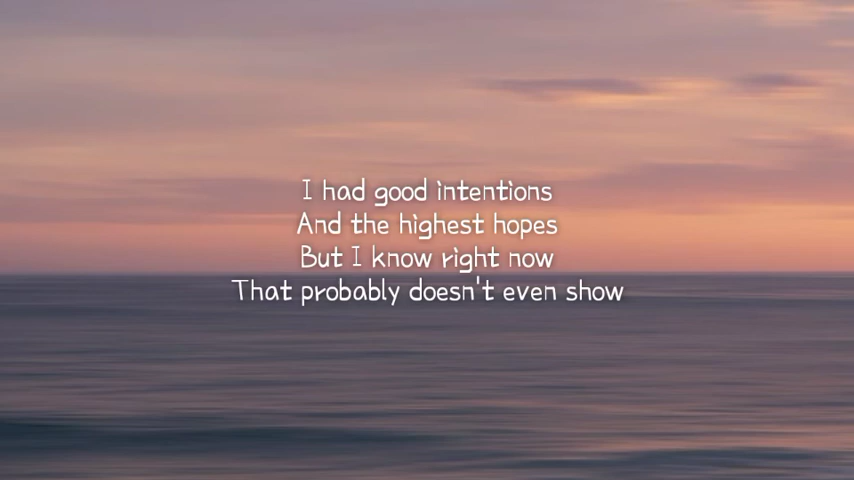 I had good intentions
And the highest hopes
But I know right now
That probably doesn't even show